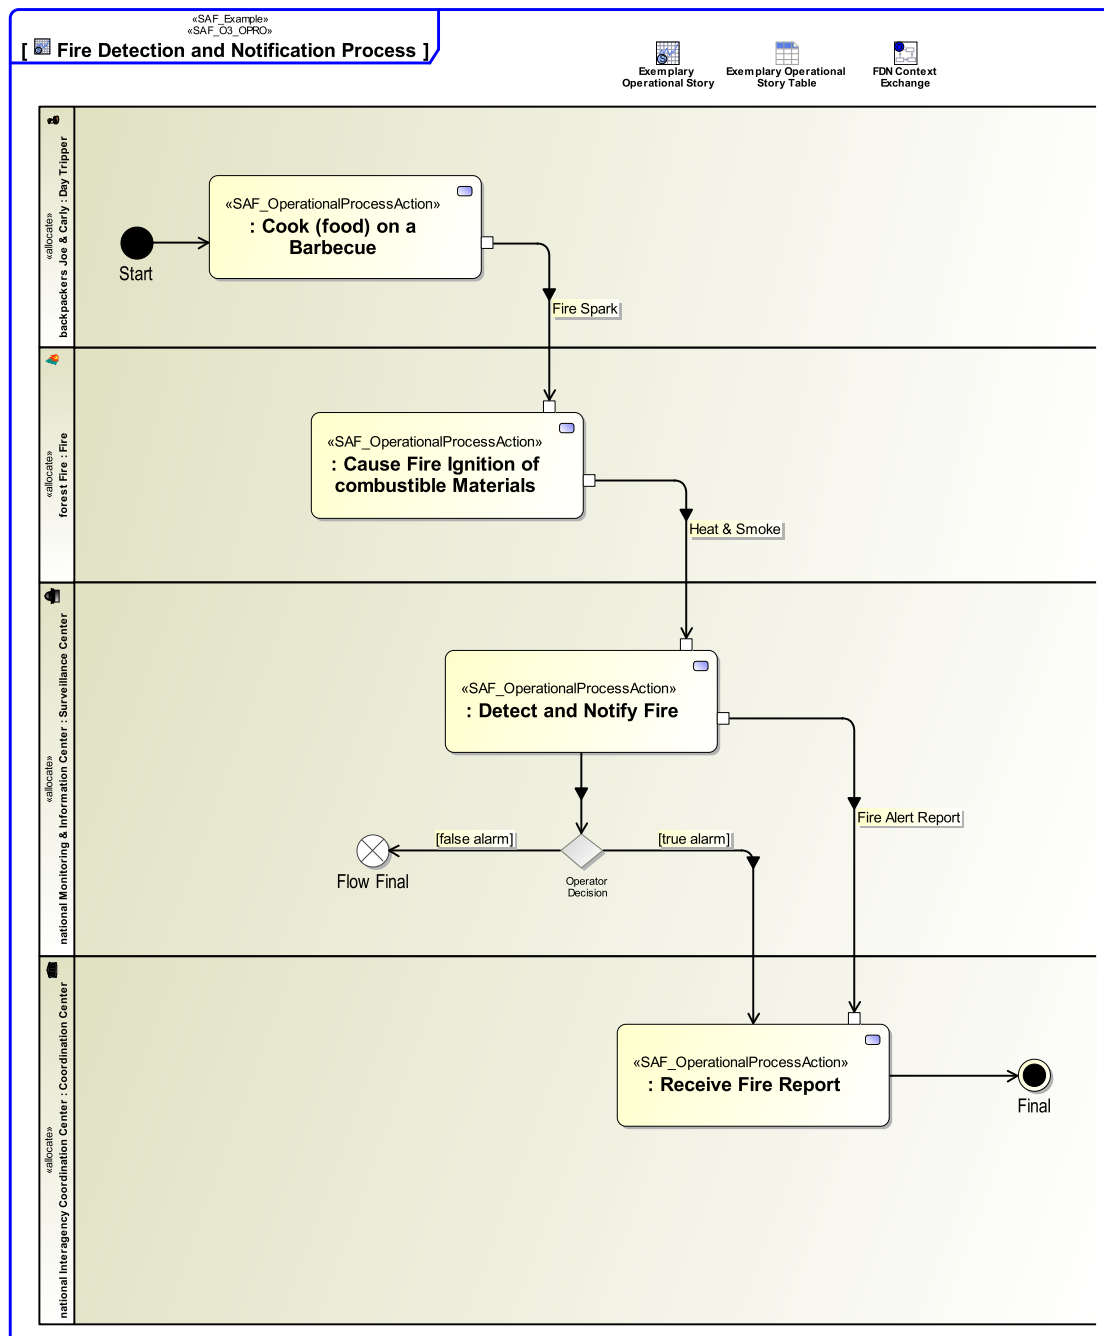 «SAF_Example»
«SAF_O3_OPRO»
[ Fire Detection and Notification Process ]
Exemplary
Operational Story
Exemplary Operational
Story Table
FDN Context
Exchange
«allocate»
backpackers Joe & Carly : Day Tripper
Start
«SAF_OperationalProcessAction»
: Cook (food) on a
Barbecue
Fire Spark
«allocate»
forest Fire : Fire
«SAF_OperationalProcessAction»
: Cause Fire Ignition of
combustible Materials
Heat & Smoke
«allocate»
national Monitoring & Information Center : Surveillance Center
«SAF_OperationalProcessAction»
: Detect and Notify Fire
Fire Alert Report
[false alarm]
[true alarm]
Flow Final
Operator
Decision
«allocate»
national Interagency Coordination Center : Coordination Center
«SAF_OperationalProcessAction»
: Receive Fire Report
Final